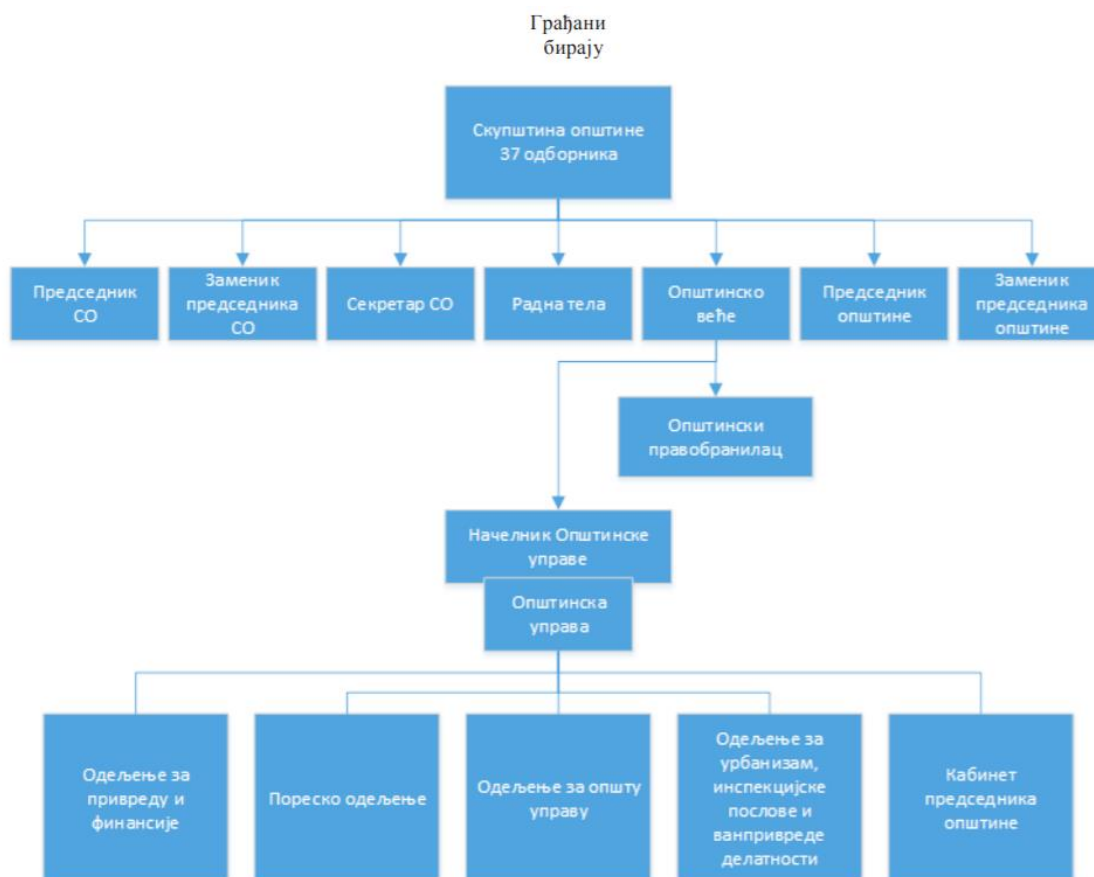 Грађани
бирају
Скупштина општине
37 одборника
Председник
СО
Заменик
председника
СО
Секретар СО
Радна тела
Општинско
веће
Председник
општине
Заменик
председника
општине
Општински
правобранилац
Начелник Општинске
управе
Општинска
управа
Одељење за
привреду и
финансије
Пореско одељење
Одељење за општу
управу
Одељење за
урбанизам,
инспекцијске
послове и
ванпривреде
делатности
Кабинет
председника
општине